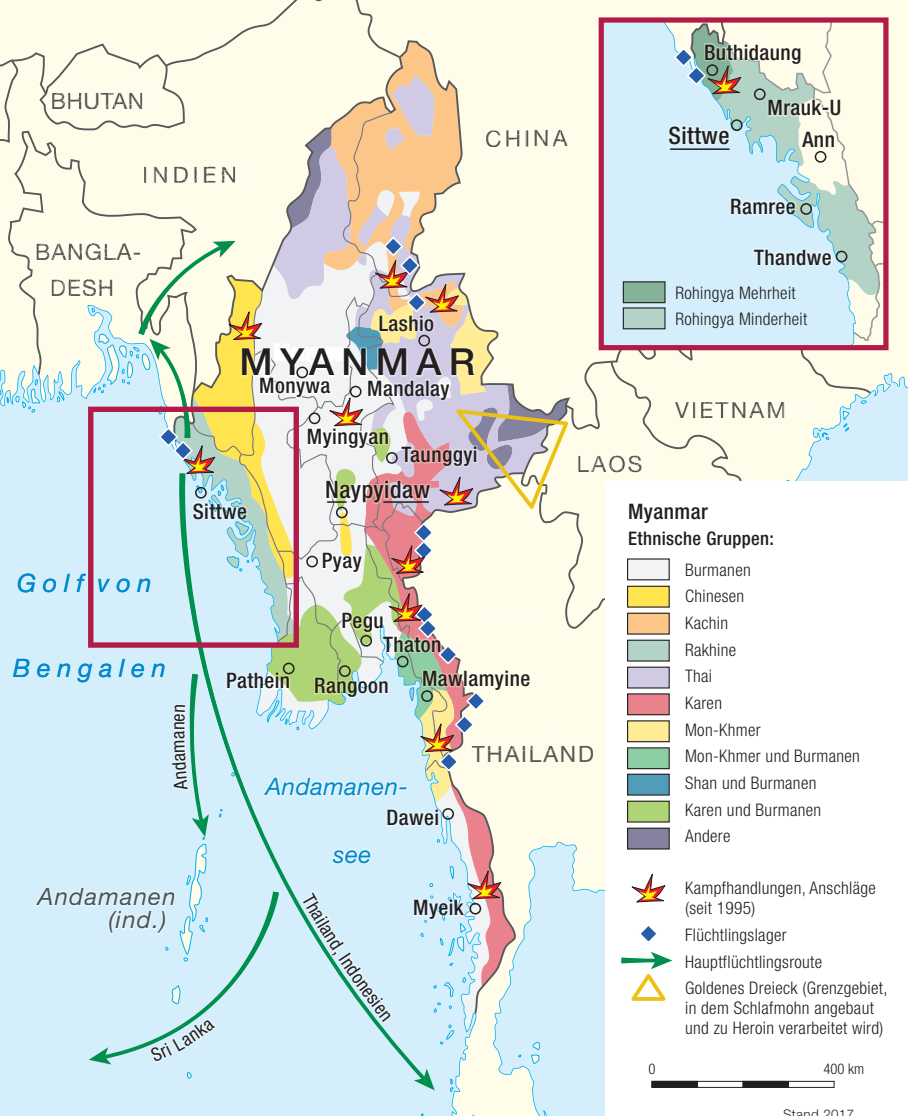 BHUTAN
CHINA
INDIEN
BANGLA-
DESH
Lashio
MYANMAR
Monywa
Mandalay
Myingyan
Taunggyi
Naypyidaw
Sittwe
Pyay
Golf von
Bengalen
Pegu
Thaton
Pathein
Rangoon
Mawlamyine
VIETNAM
LAOS
THAILAND
Andamanen
Andamanen-
see
Dawei
Myeik
Andamanen
(ind.)
Thailand, Indonesien
Sri Lanka
Buthidaung
Mrauk-U
Sittwe
Ann
Ramree
Thandwe
Rohingya Mehrheit
Rohingya Minderheit
Myanmar
Ethnische Gruppen:
Burmanen
Chinesen
Kachin
Rakhine
Thai
Karen
Mon-Khmer
Mon-Khmer und Burmanen
Shan und Burmanen
Karen und Burmanen
Andere
Kampfhandlungen, Anschläge
(seit 1995)
Flüchtlingslager
Hauptflüchtlingsroute
Goldenes Dreieck (Grenzgebiet,
in dem Schlafmohn angebaut
und zu Heroin verarbeitet wird)
0 400 km
Stand 2017